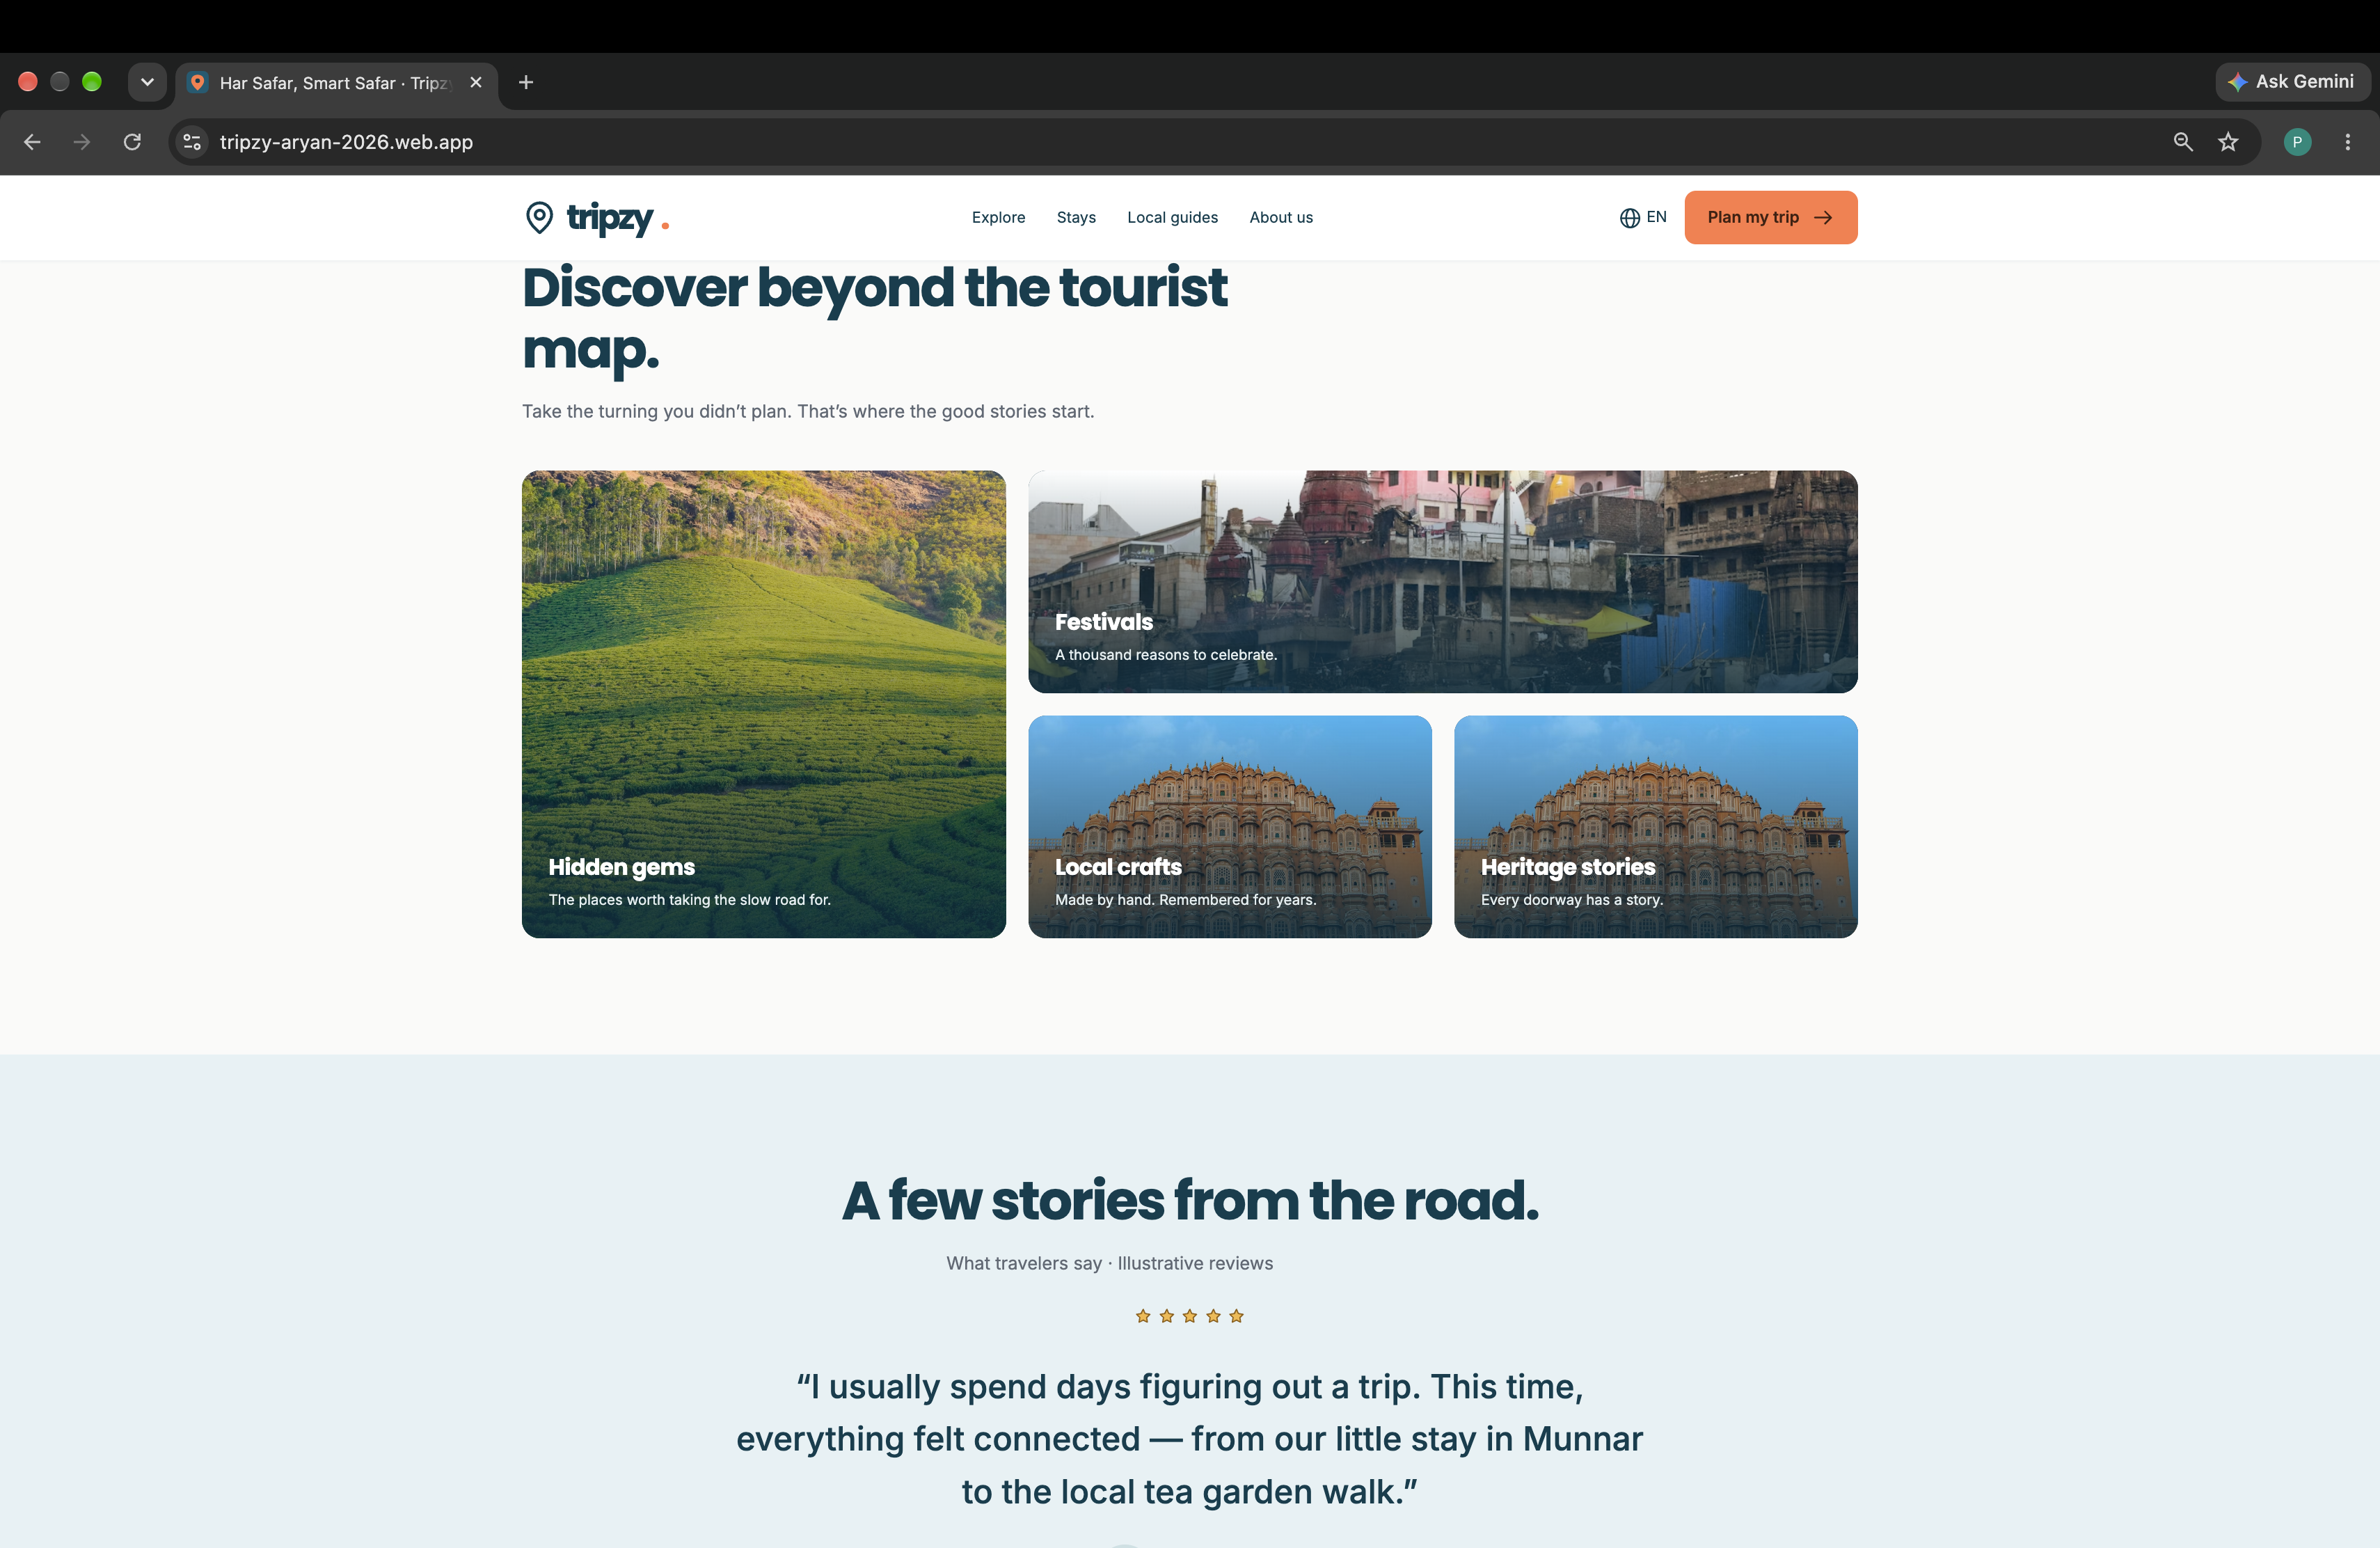 Har Safar, Smart Safar · Tripzy
Ask Gemini
tripzy-aryan-2026.web.app
P
tripzy.
Explore
Stays
Local guides
About us
EN
Plan my trip
Discover beyond the tourist
map.
Take the turning you didn’t plan. That’s where the good stories start.
Festivals
A thousand reasons to celebrate.
Hidden gems
The places worth taking the slow road for.
Local crafts
Made by hand. Remembered for years.
Heritage stories
Every doorway has a story.
A few stories from the road.
What travelers say · Illustrative reviews
“I usually spend days figuring out a trip. This time,
everything felt connected — from our little stay in Munnar
to the local tea garden walk.”